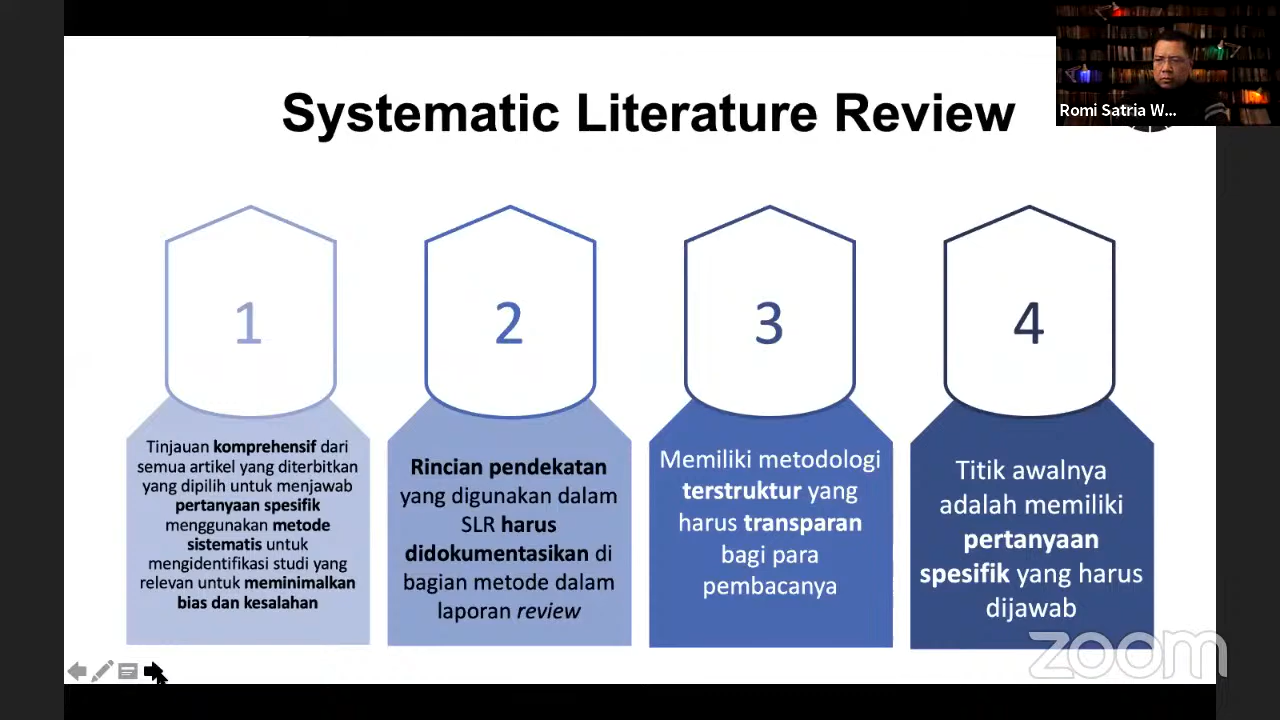 Systematic Literature Review
Romi Satria W...
1
Tinjauan komprehensif dari
semua artikel yang diterbitkan
yang dipilih untuk menjawab
pertanyaan spesifik
menggunakan metode
sistematis untuk
mengidentifikasi studi yang
relevan untuk meminimalkan
bias dan kesalahan
2
Rincian pendekatan
yang digunakan dalam
SLR harus
didokumentasikan di
bagian metode dalam
laporan review
3
Memiliki metodologi
terstruktur yang
harus transparan
bagi para
pembacanya
4
Titik awalnya
adalah memiliki
pertanyaan
spesifik yang harus
dijawab
zoom